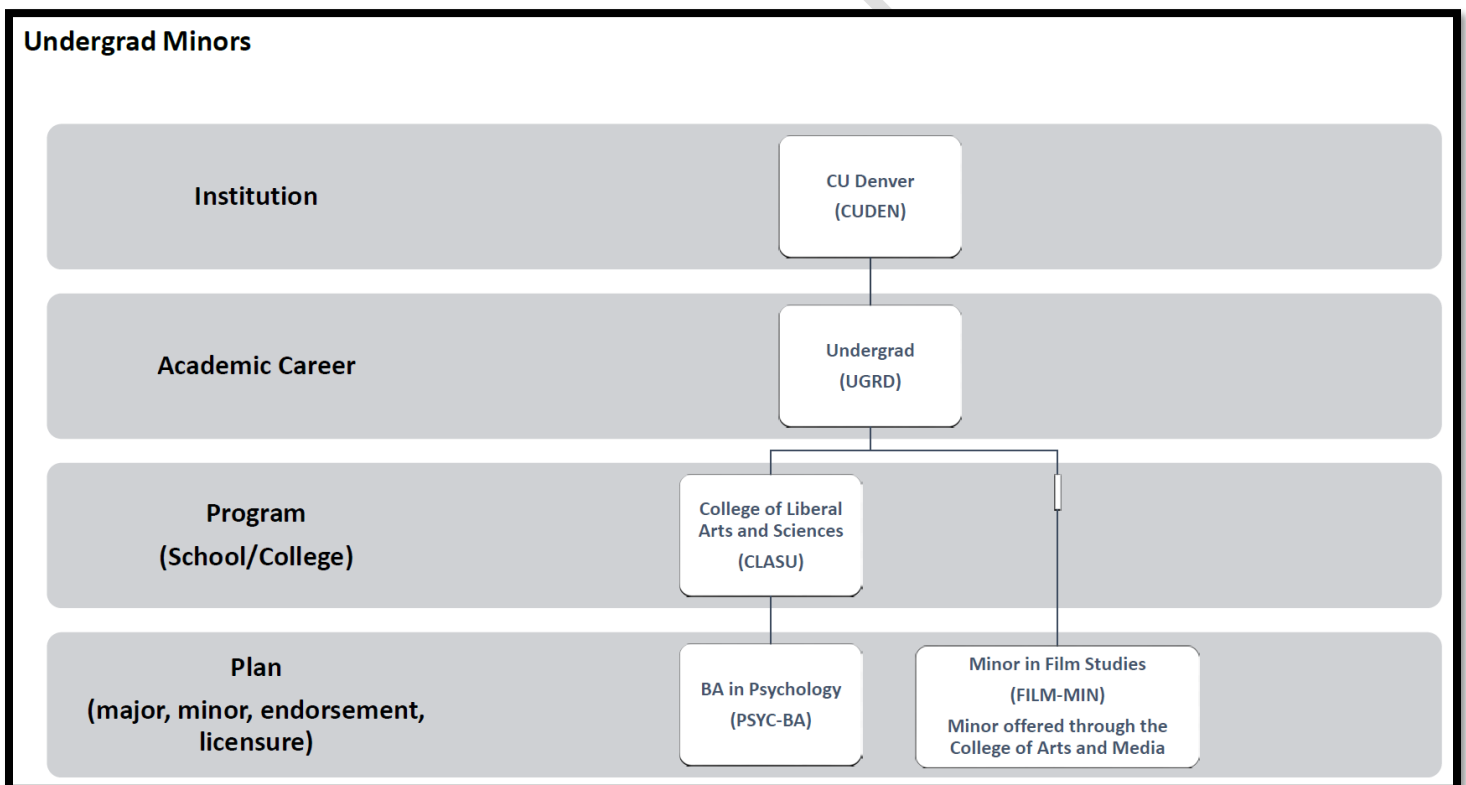 Undergrad Minors
Institution
CU Denver
(CUDEN)
Academic Career
Undergrad
(UGRD)
Program
(School/College)
College of Liberal
Arts and Sciences
(CLASU)
Plan
(major, minor, endorsement,
licensure)
BA in Psychology
(PSYC-BA)
Minor in Film Studies
(FILM-MIN)
Minor offered through the
College of Arts and Media